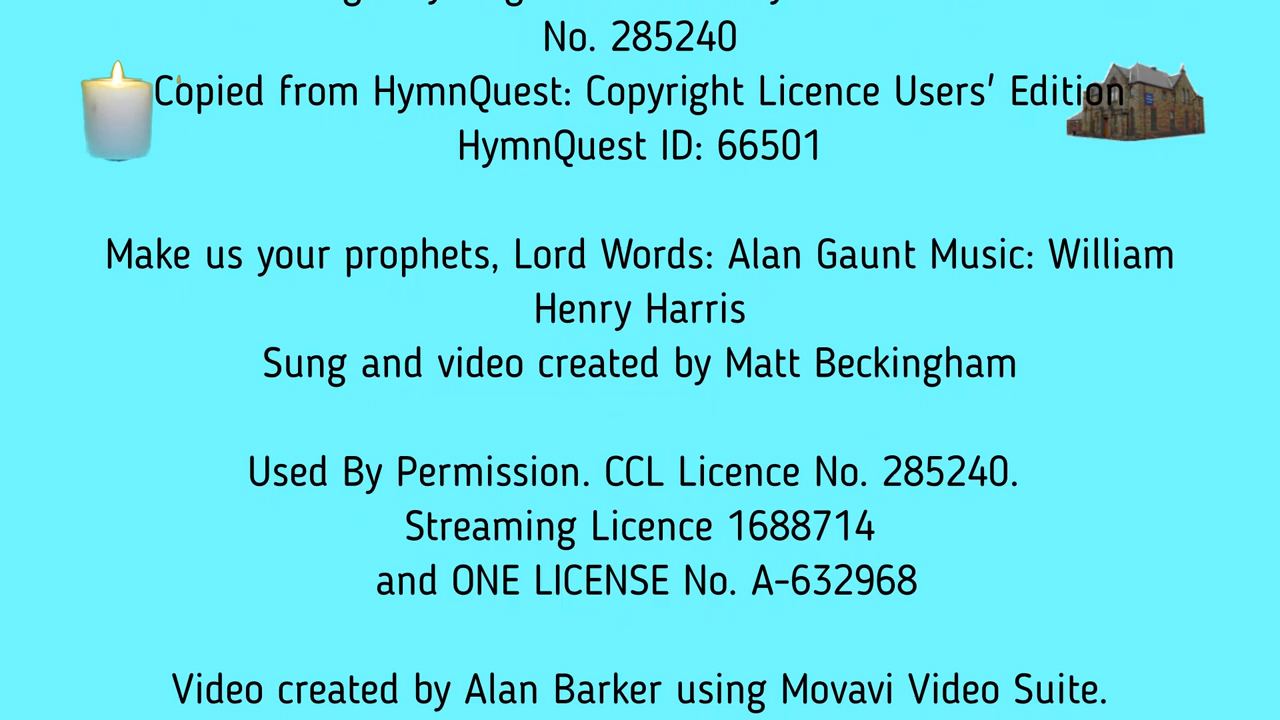 No. 285240
Copied from HymnQuest: Copyright Licence Users' Edition
HymnQuest ID: 66501
Make us your prophets, Lord Words: Alan Gaunt Music: William
Henry Harris
Sung and video created by Matt Beckingham
Used By Permission. CCL Licence No. 285240.
Streaming Licence 1688714
and ONE LICENSE No. A-632968
Video created by Alan Barker using Movavi Video Suite.